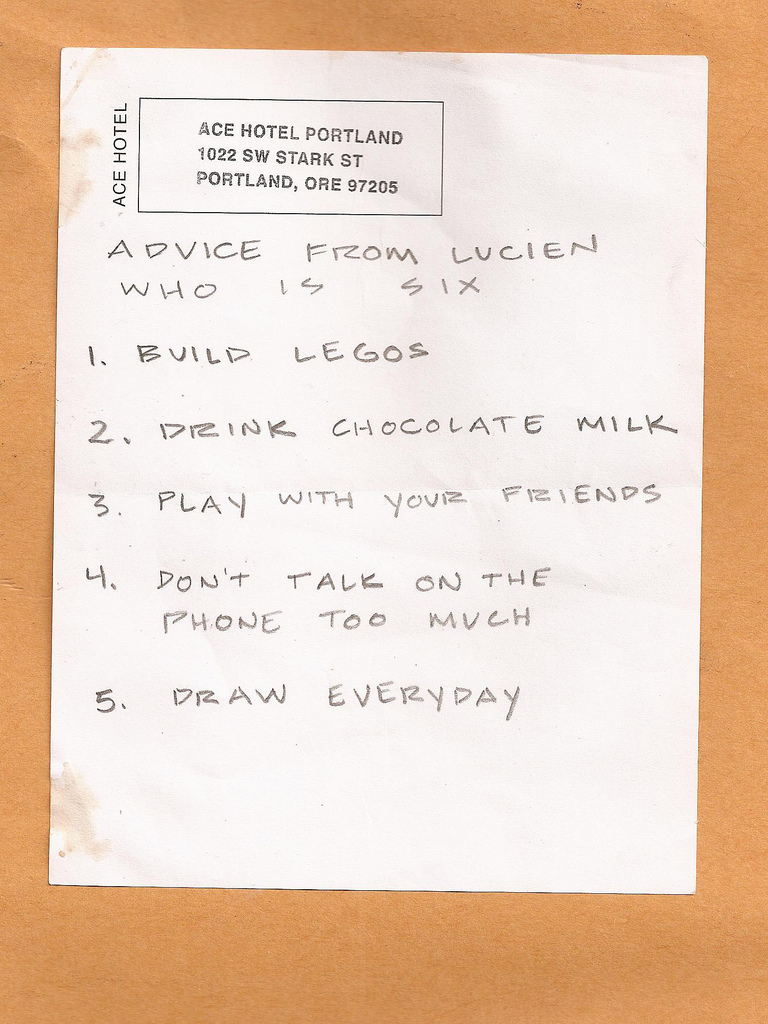 ACE HOTEL
ACE HOTEL PORTLAND
1022 SW STARK ST
PORTLAND, ORE 97205
ADVICE FROM LUCIEN
WHO IS SIX
1. BUILD LEGOS
2. DRINK CHOCOLATE MILK
3. PLAY WITH YOUR FRIENDS
4. DON'T TALK ON THE
PHONE TOO MUCH
5. DRAW EVERYDAY